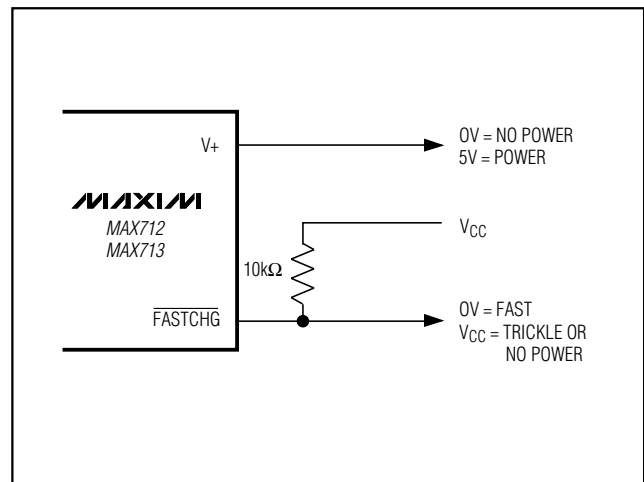 V+
0V = NO POWER
5V = POWER
MAXIM
MAX712
MAX713
VCC
10kΩ
FASTCHG
0V = FAST
VCC = TRICKLE OR
NO POWER